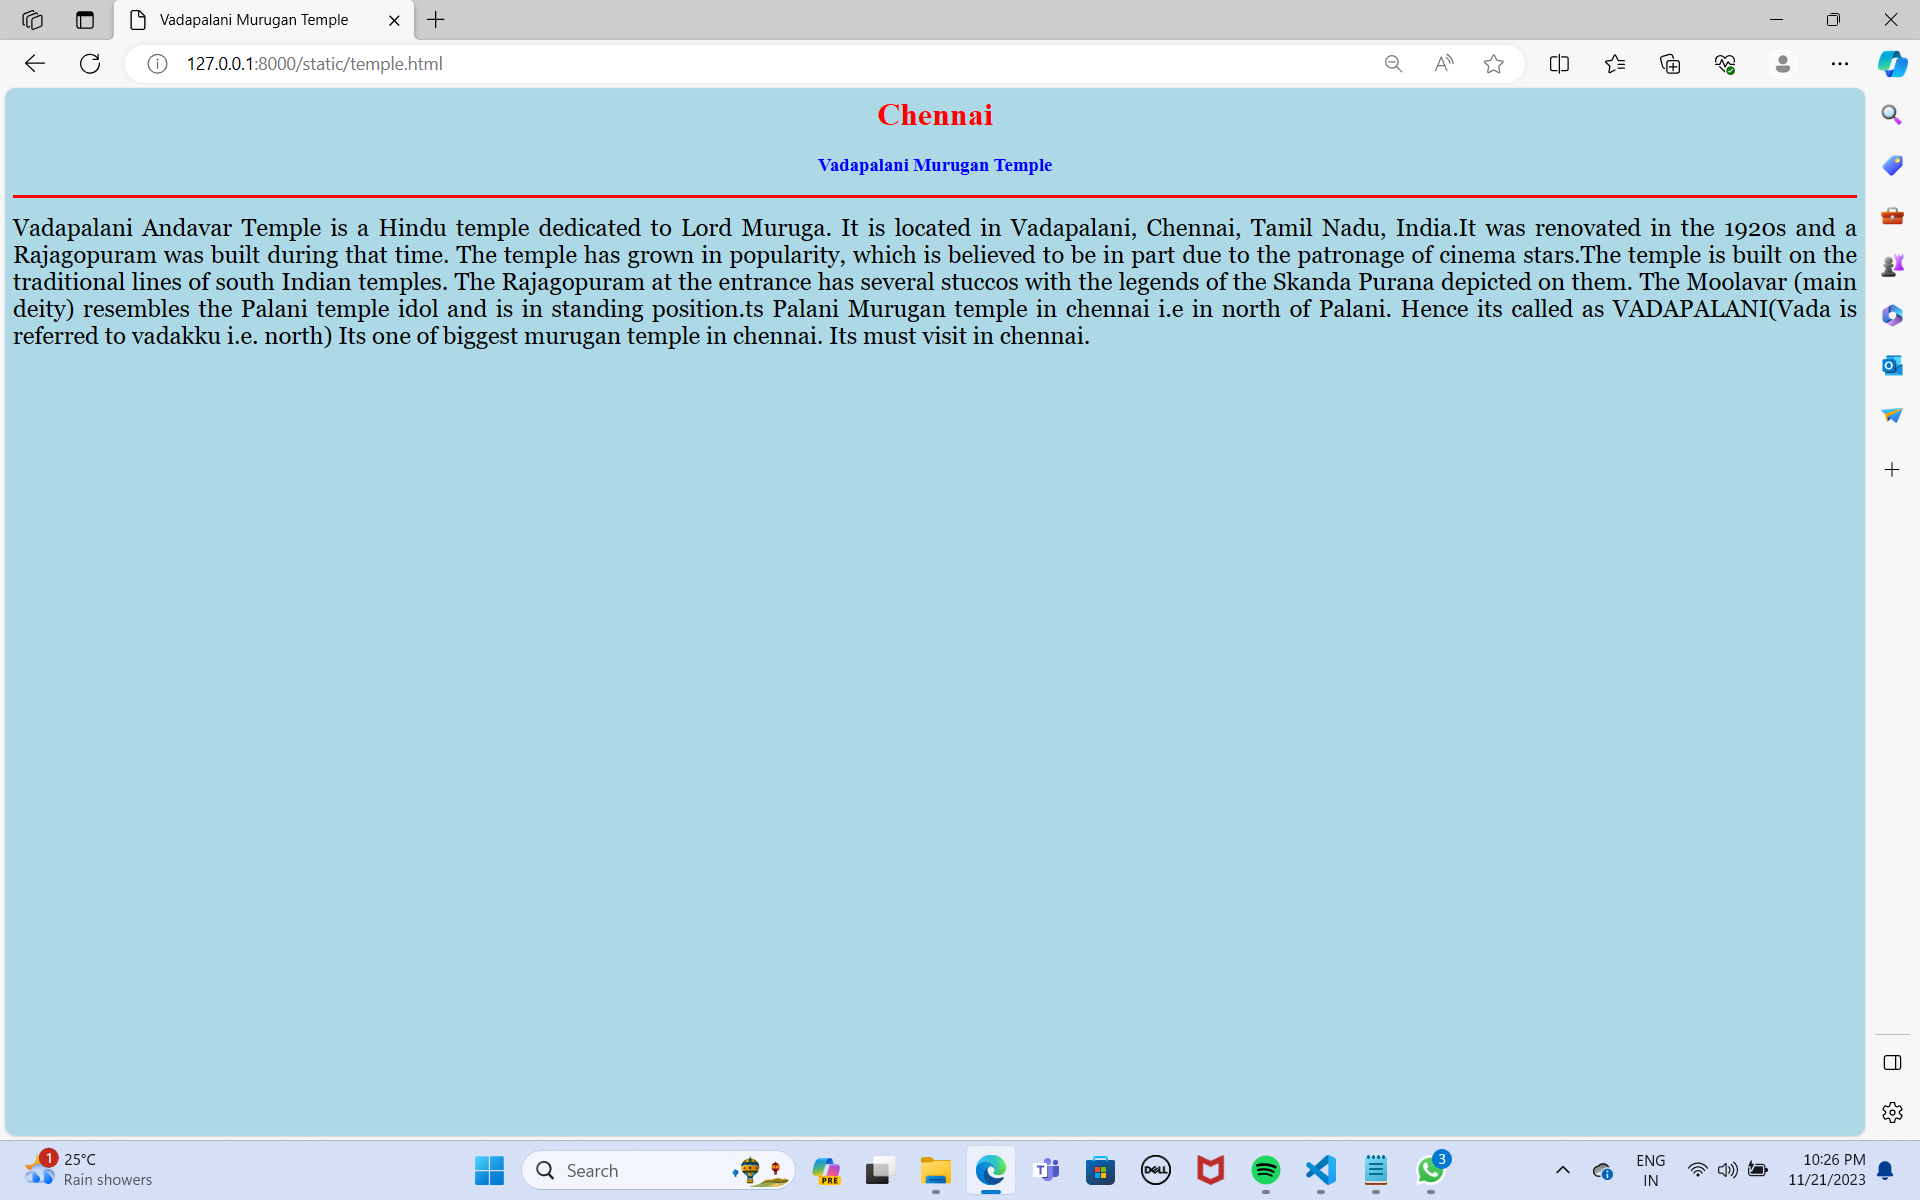 Vadapalani Murugan Temple
127.0.0.1:8000/static/temple.html
Chennai
Vadapalani Murugan Temple
Vadapalani Andavar Temple is a Hindu temple dedicated to Lord Muruga. It is located in Vadapalani, Chennai, Tamil Nadu, India.It was renovated in the 1920s and a
Rajagopuram was built during that time. The temple has grown in popularity, which is believed to be in part due to the patronage of cinema stars.The temple is built on the
traditional lines of south Indian temples. The Rajagopuram at the entrance has several stuccos with the legends of the Skanda Purana depicted on them. The Moolavar (main
deity) resembles the Palani temple idol and is in standing position.ts Palani Murugan temple in chennai i.e in north of Palani. Hence its called as VADAPALANI(Vada is
referred to vadakku i.e. north) Its one of biggest murugan temple in chennai. Its must visit in chennai.
1
25°C
Rain showers
Search
PRE
DELL
3
ENG
IN
10:26 PM
11/21/2023